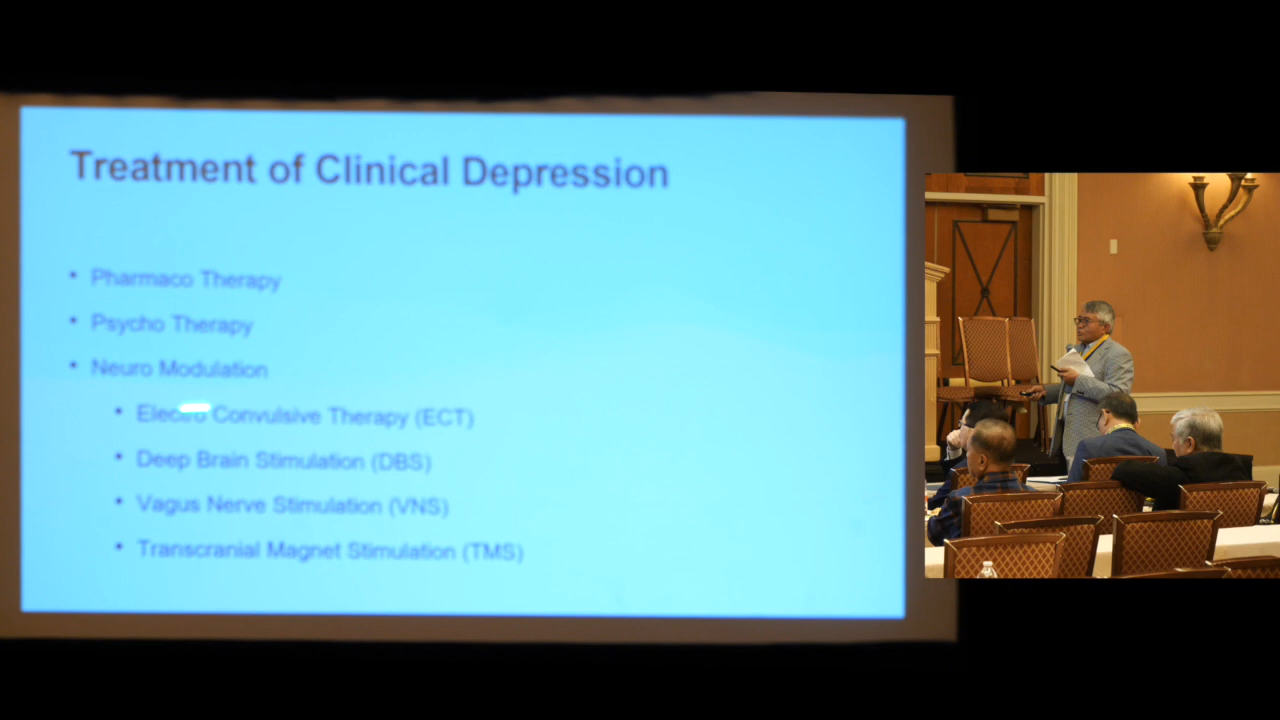 Treatment of Clinical Depression
• Pharmaco Therapy
• Psycho Therapy
• Neuro Modulation
• Electro Convulsive Therapy (ECT)
• Deep Brain Stimulation (DBS)
• Vagus Nerve Stimulation (VNS)
• Transcranial Magnet Stimulation (TMS)